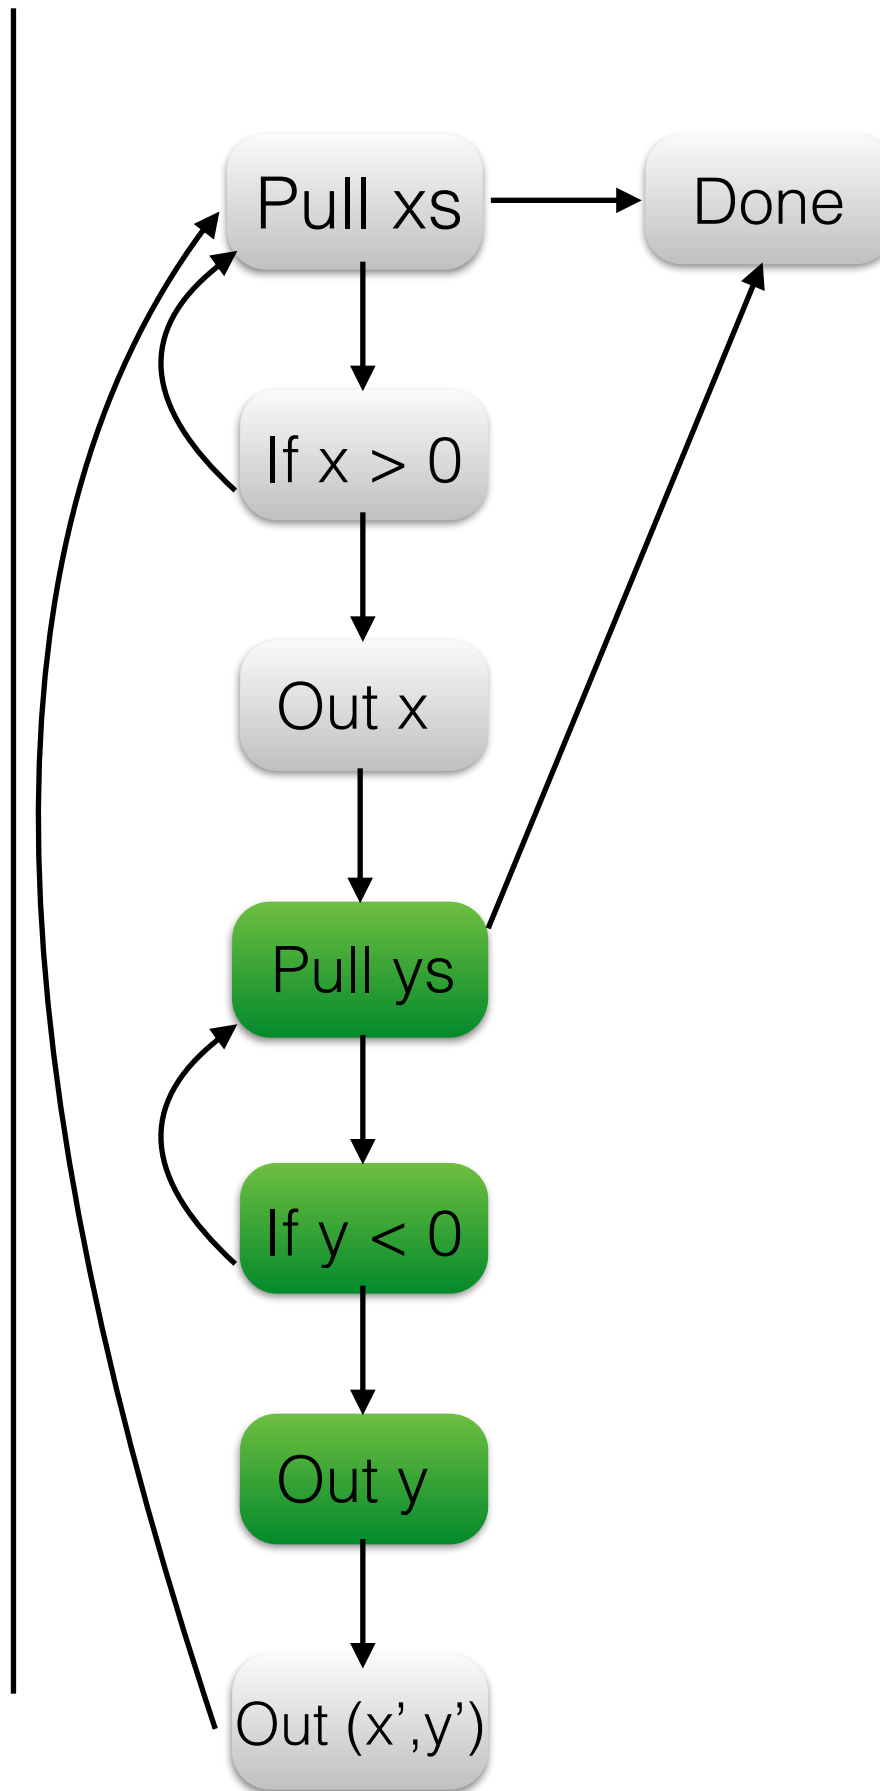 Pull xs
Done
If x > 0
Out x
Pull ys
If y < 0
Out y
Out (x’,y’)